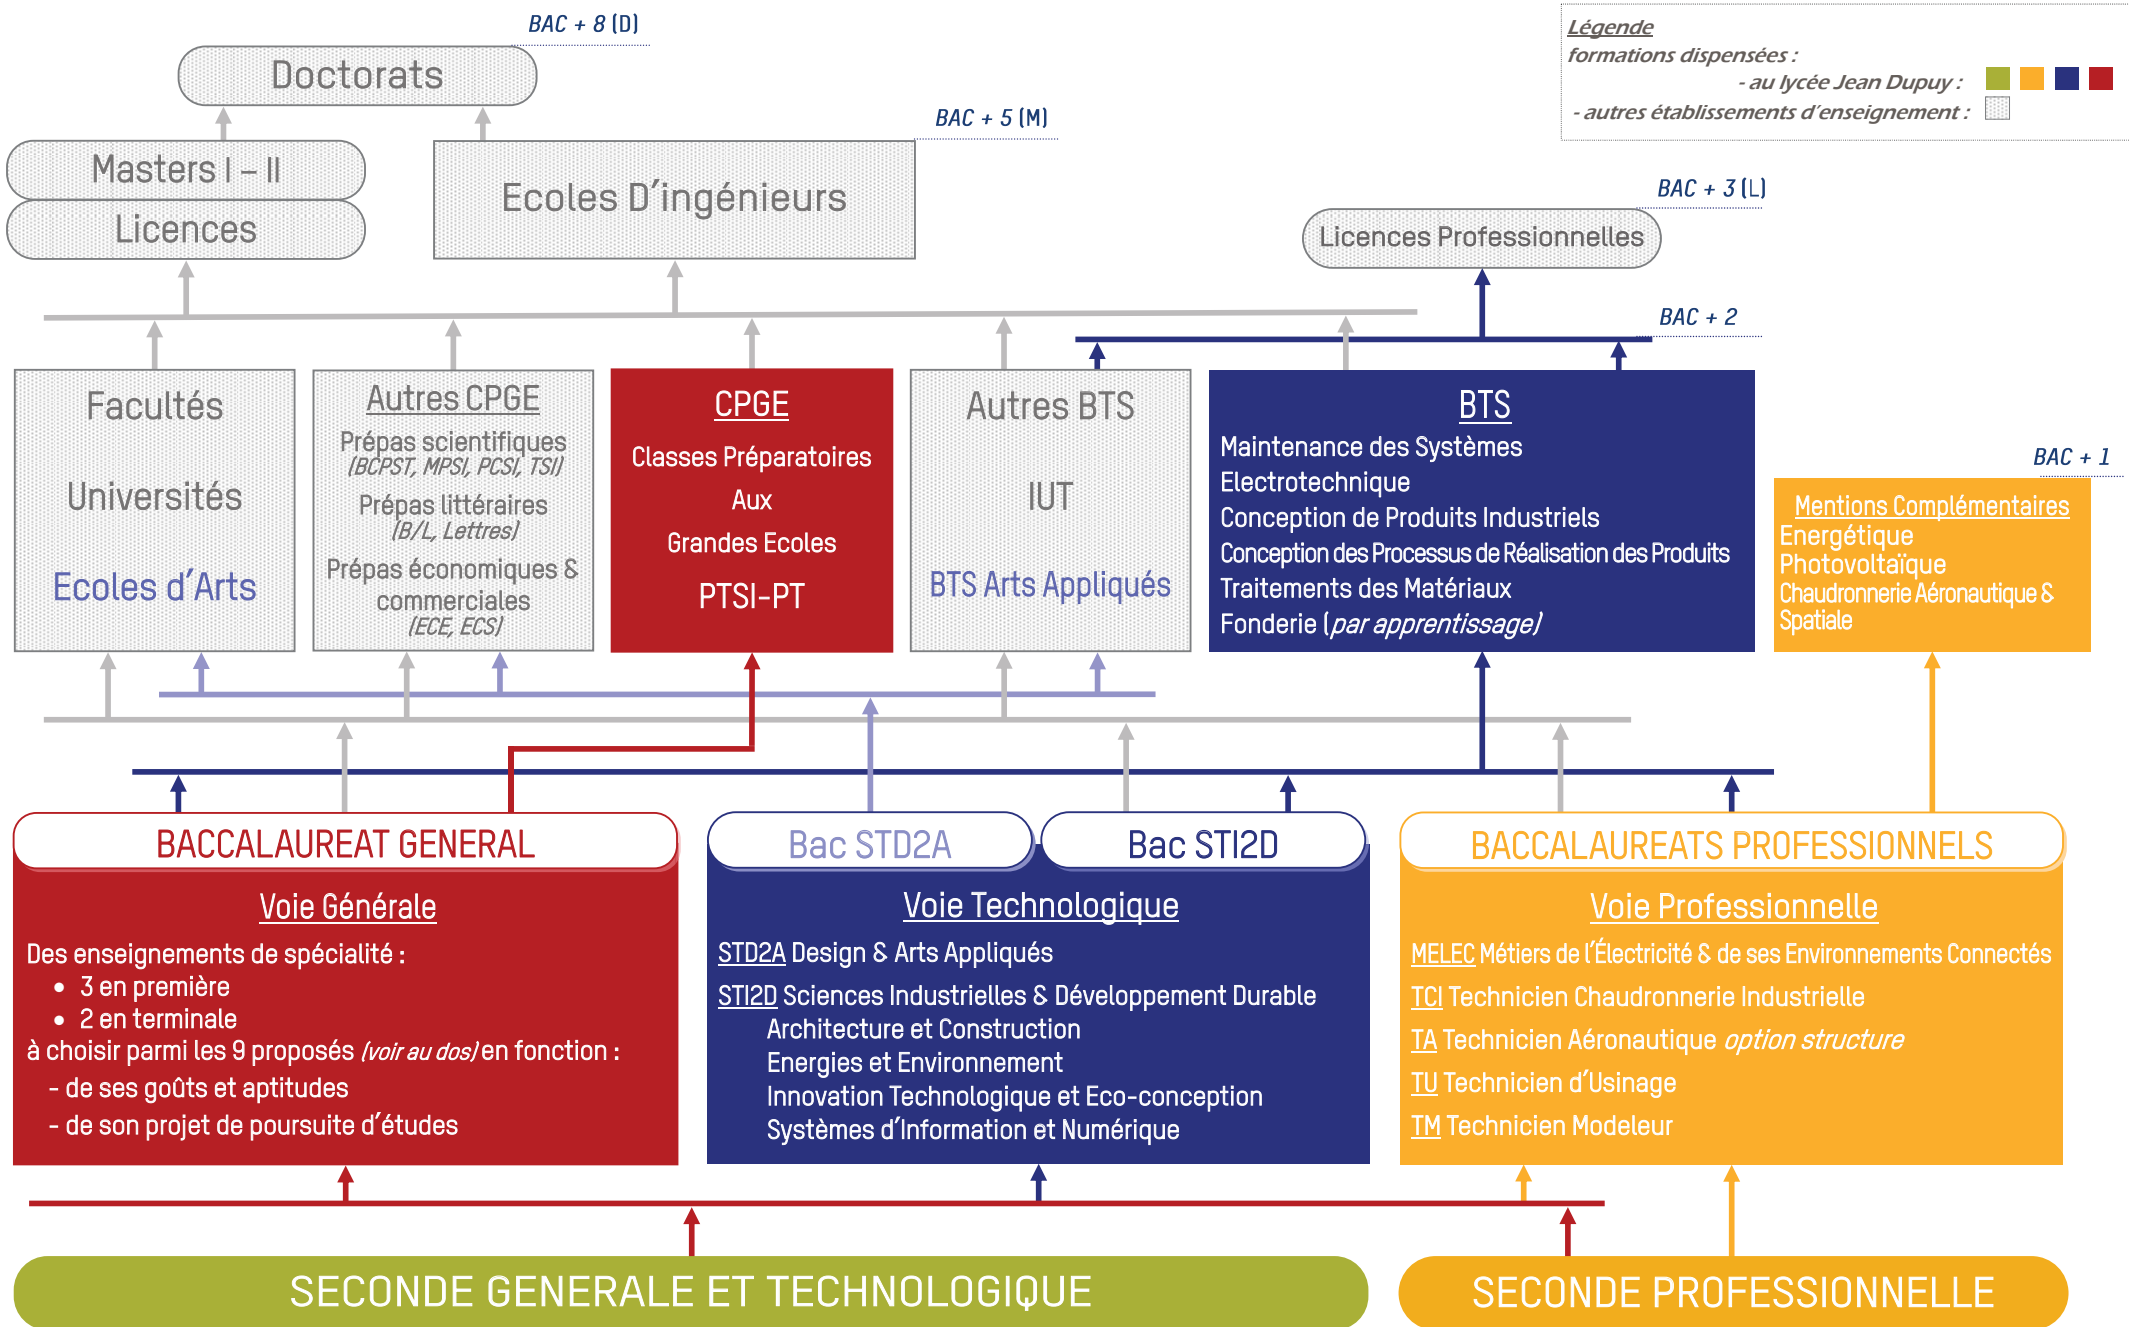 BAC + 8 (D)
Légende
formations dispensées :
- au lycée Jean Dupuy :
- autres établissements d'enseignement :
Doctorats
BAC + 5 (M)
Masters I – II
Licences
Ecoles D'ingénieurs
BAC + 3 (L)
Licences Professionnelles
BAC + 2
Facultés
Universités
Ecoles d'Arts
Autres CPGE
Prépas scientifiques
(BCPST, MPSI, PCSI, TSI)
Prépas littéraires
(B/L, Lettres)
Prépas économiques &
commerciales
(ECE, ECS)
CPGE
Classes Préparatoires
Aux
Grandes Ecoles
PTSI-PT
Autres BTS
IUT
BTS Arts Appliqués
BTS
Maintenance des Systèmes
Electrotechnique
Conception de Produits Industriels
Conception des Processus de Réalisation des Produits
Traitements des Matériaux
Fonderie (par apprentissage)
BAC + 1
Mentions Complémentaires
Energétique
Photovoltaïque
Chaudronnerie Aéronautique &
Spatiale
BACCALAUREAT GENERAL
Voie Générale
Des enseignements de spécialité :
• 3 en première
• 2 en terminale
à choisir parmi les 9 proposés (voir au dos) en fonction :
- de ses goûts et aptitudes
- de son projet de poursuite d'études
Bac STD2A
Bac STI2D
Voie Technologique
STD2A Design & Arts Appliqués
STI2D Sciences Industrielles & Développement Durable
Architecture et Construction
Energies et Environnement
Innovation Technologique et Eco-conception
Systèmes d'Information et Numérique
BACCALAUREATS PROFESSIONNELS
Voie Professionnelle
MELEC Métiers de l'Électricité & de ses Environnements Connectés
TCI Technicien Chaudronnerie Industrielle
TA Technicien Aéronautique option structure
TU Technicien d'Usinage
TM Technicien Modeleur
SECONDE GENERALE ET TECHNOLOGIQUE
SECONDE PROFESSIONNELLE